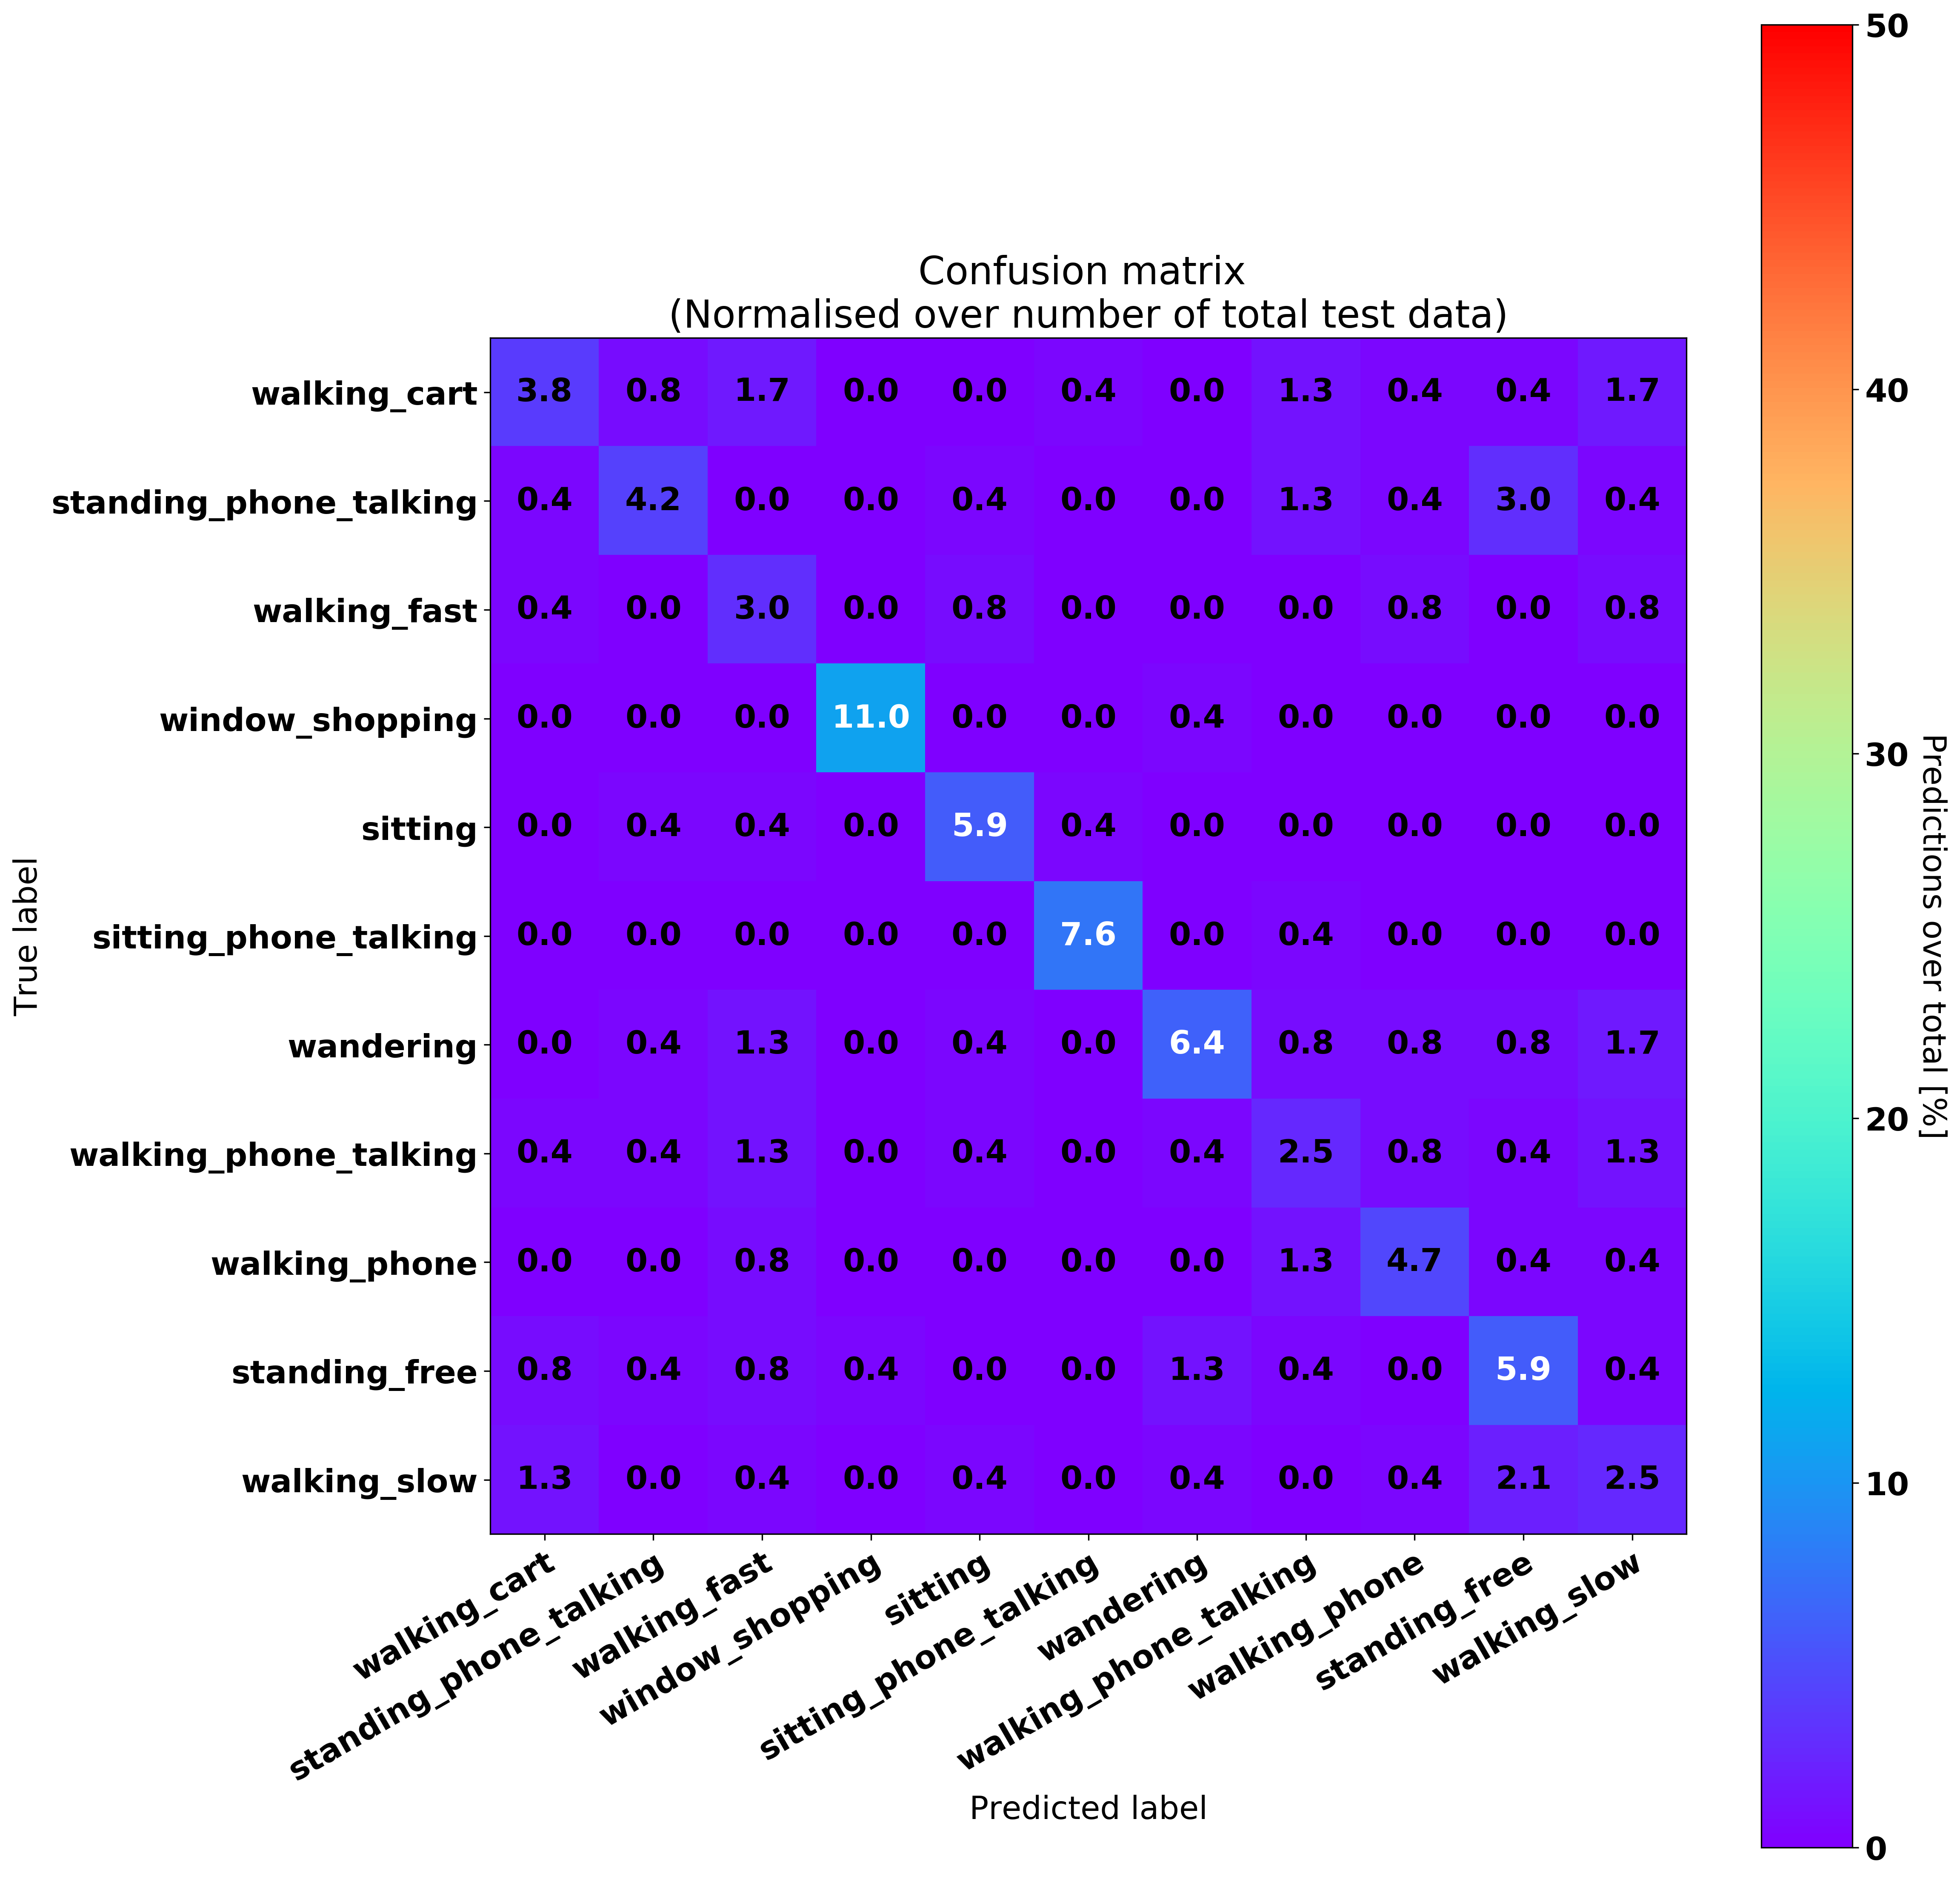 Confusion matrix
(Normalised over number of total test data)
walking_cart 3.8 0.8 1.7 0.0 0.0 0.4 0.0 1.3 0.4 0.4 1.7
standing_phone_talking 0.4 4.2 0.0 0.0 0.4 0.0 0.0 1.3 0.4 3.0 0.4
walking_fast 0.4 0.0 3.0 0.0 0.8 0.0 0.0 0.0 0.8 0.0 0.8
window_shopping 0.0 0.0 0.0 11.0 0.0 0.0 0.4 0.0 0.0 0.0 0.0
sitting 0.0 0.4 0.4 0.0 5.9 0.4 0.0 0.0 0.0 0.0 0.0
sitting_phone_talking 0.0 0.0 0.0 0.0 0.0 7.6 0.0 0.4 0.0 0.0 0.0
wandering 0.0 0.4 1.3 0.0 0.4 0.0 6.4 0.8 0.8 0.8 1.7
walking_phone_talking 0.4 0.4 1.3 0.0 0.4 0.0 0.4 2.5 0.8 0.4 1.3
walking_phone 0.0 0.0 0.8 0.0 0.0 0.0 0.0 1.3 4.7 0.4 0.4
standing_free 0.8 0.4 0.8 0.4 0.0 0.0 1.3 0.4 0.0 5.9 0.4
walking_slow 1.3 0.0 0.4 0.0 0.4 0.0 0.4 0.0 0.4 2.1 2.5
True label
walking_cart
standing_phone_talking
walking_fast
window_shopping
sitting
sitting_phone_talking
wandering
walking_phone_talking
walking_phone
standing_free
walking_slow
Predicted label
50
40
30
20
10
0
Predictions over total [%]